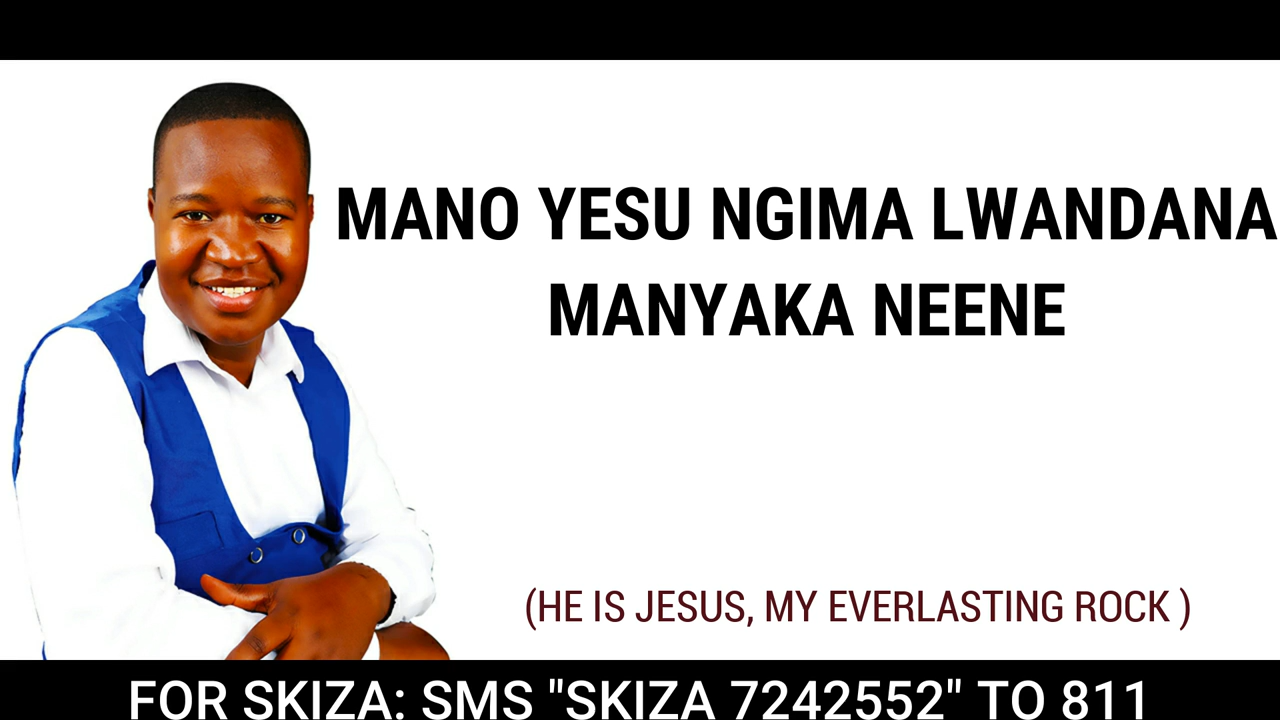 MANO YESU NGIMA LWANDANA
MANYAKA NEENE
(HE IS JESUS, MY EVERLASTING ROCK )
FOR SKIZA: SMS "SKIZA 7242552" TO 811